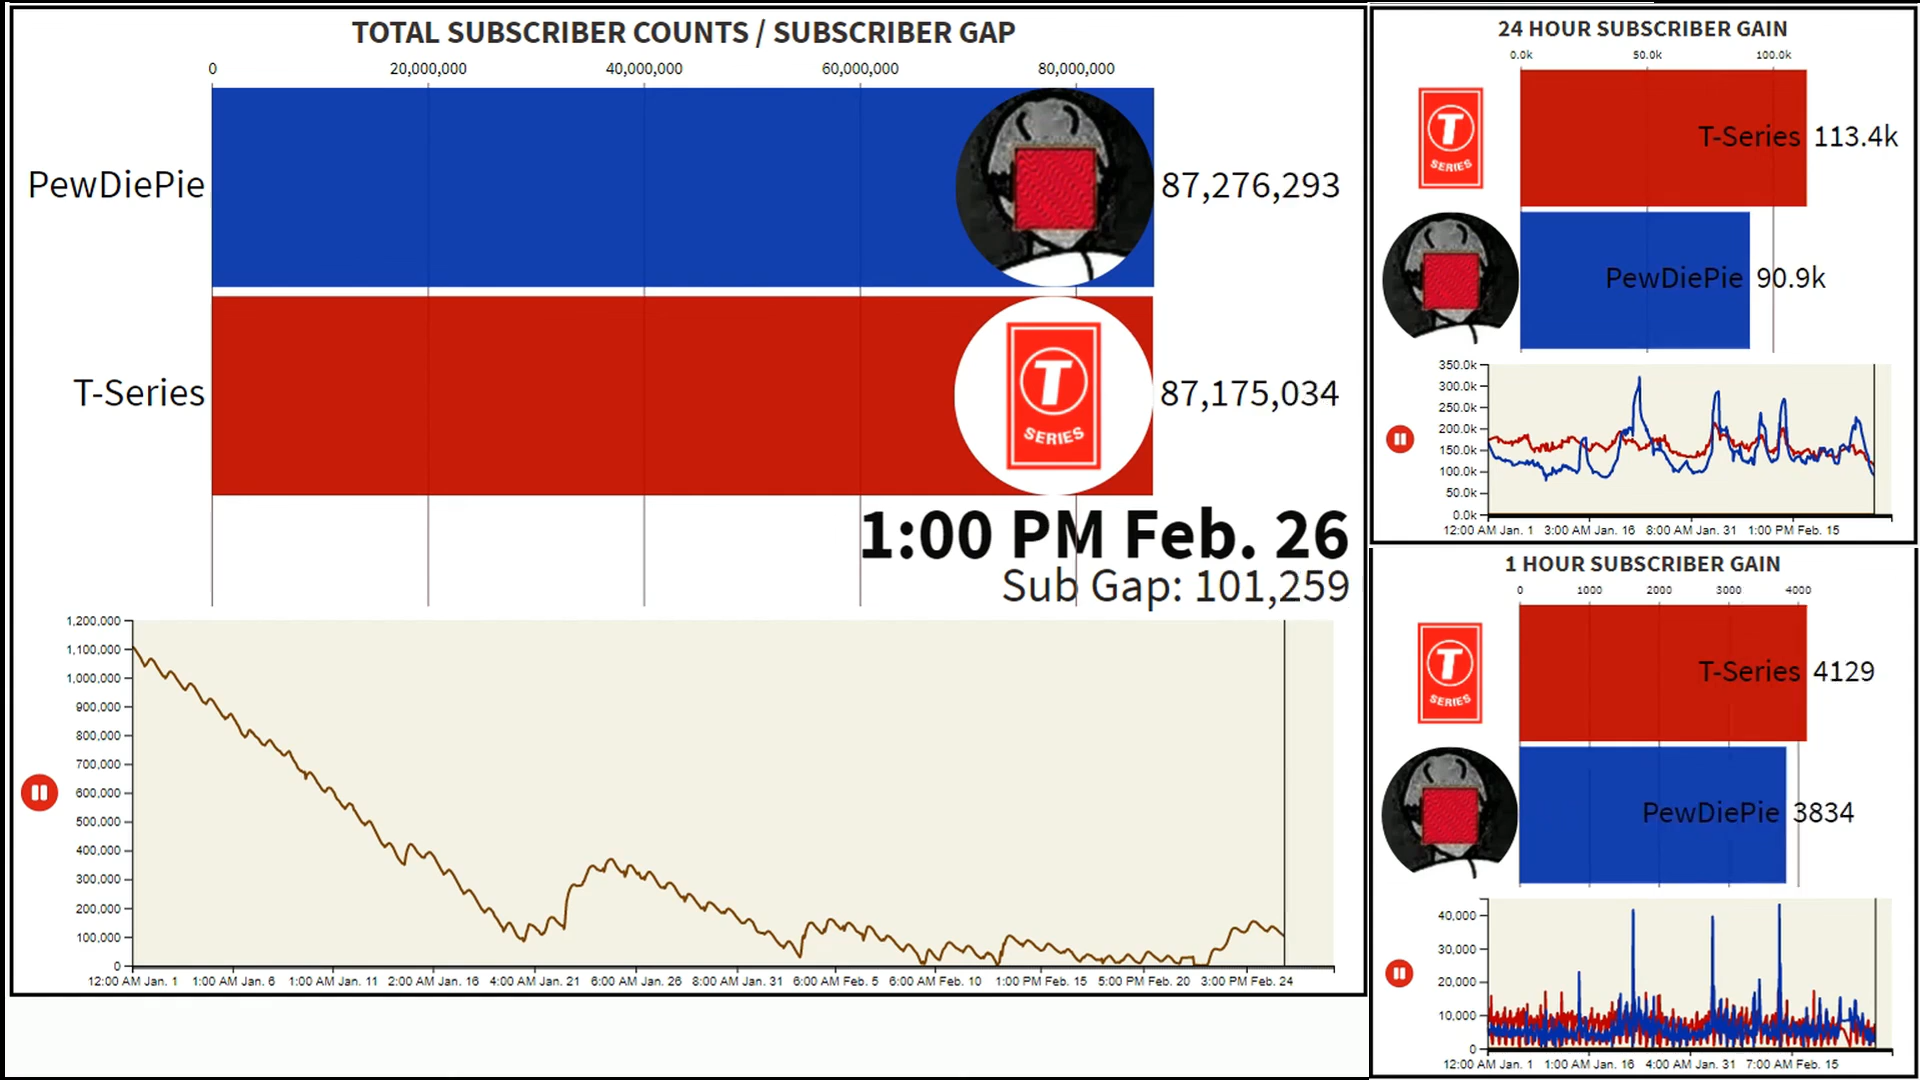 TOTAL SUBSCRIBER COUNTS / SUBSCRIBER GAP
0 20,000,000 40,000,000 60,000,000 80,000,000
PewDiePie 87,276,293
T-Series T SERIES 87,175,034
1:00 PM Feb. 26
Sub Gap: 101,259
1,200,000
1,100,000
1,000,000
900,000
800,000
700,000
600,000
500,000
400,000
300,000
200,000
100,000
0
12:00 AM Jan. 1 1:00 AM Jan. 6 1:00 AM Jan. 11 2:00 AM Jan. 16 4:00 AM Jan. 21 6:00 AM Jan. 26 8:00 AM Jan. 31 6:00 AM Feb. 5 6:00 AM Feb. 10 1:00 PM Feb. 15 5:00 PM Feb. 20 3:00 PM Feb. 24
24 HOUR SUBSCRIBER GAIN
0.0k 50.0k 100.0k
T SERIES T-Series 113.4k
PewDiePie 90.9k
350.0k
300.0k
250.0k
200.0k
150.0k
100.0k
50.0k
0.0k
12:00 AM Jan. 1 3:00 AM Jan. 16 8:00 AM Jan. 31 1:00 PM Feb. 15
1 HOUR SUBSCRIBER GAIN
0 1000 2000 3000 4000
T SERIES T-Series 4129
PewDiePie 3834
40,000
30,000
20,000
10,000
0
12:00 AM Jan. 1 1:00 AM Jan. 16 4:00 AM Jan. 31 7:00 AM Feb. 15